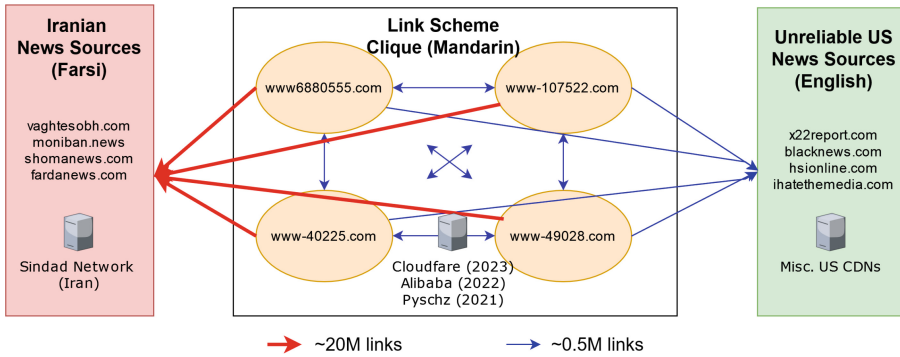 Iranian
News Sources
(Farsi)
vaghtesobh.com
moniban.news
shomanews.com
fardanews.com
Sindad Network
(Iran)
Link Scheme
Clique (Mandarin)
www6880555.com
www-107522.com
www-40225.com
www-49028.com
Cloudfare (2023)
Alibaba (2022)
Pyschz (2021)
Unreliable US
News Sources
(English)
x22report.com
blacknews.com
hsionline.com
ihatethemedia.com
Misc. US CDNs
~20M links
~0.5M links